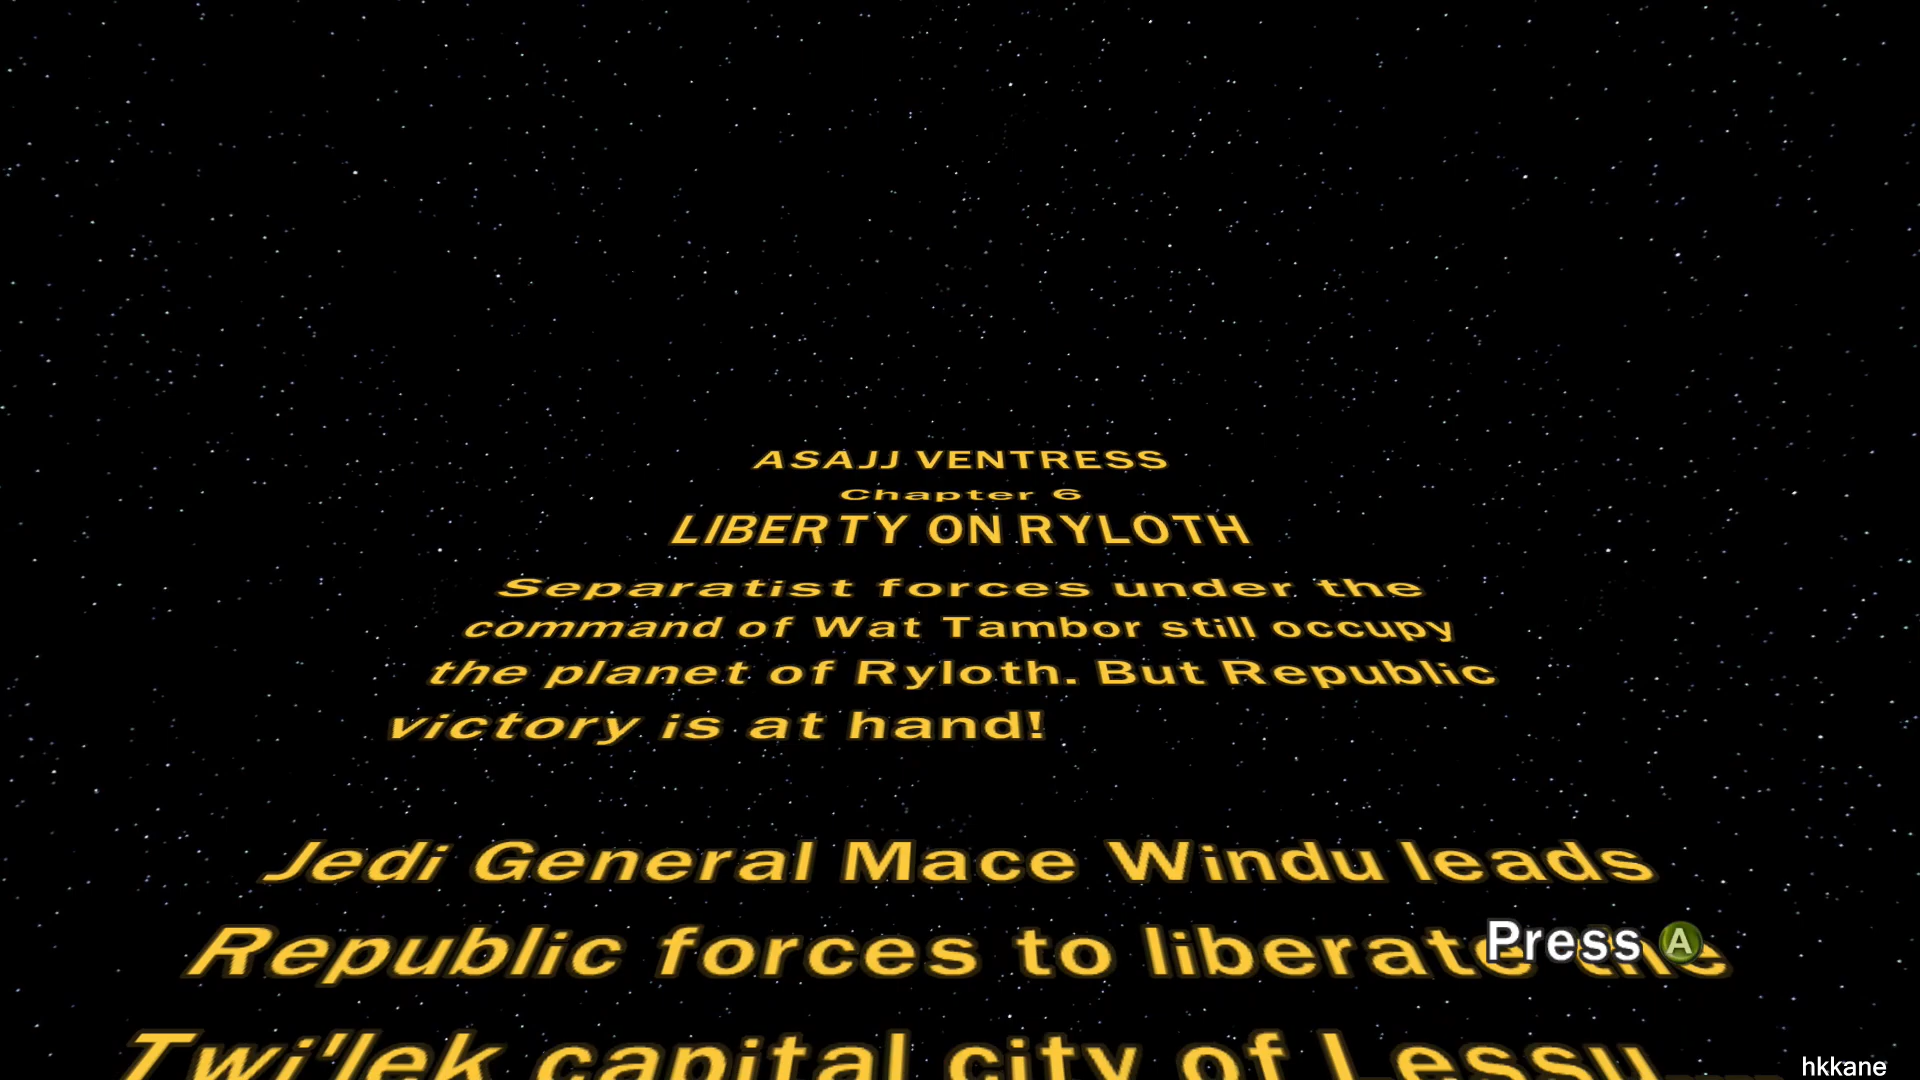 ASAJJ VENTRESS
Chapter 6
LIBERTY ON RYLOTH
Separatist forces under the
command of Wat Tambor still occupy
the planet of Ryloth. But Republic
victory is at hand!
Jedi General Mace Windu leads
Republic forces to liberate the
Press A
Twi'lek capital city of Lessu
hkkane